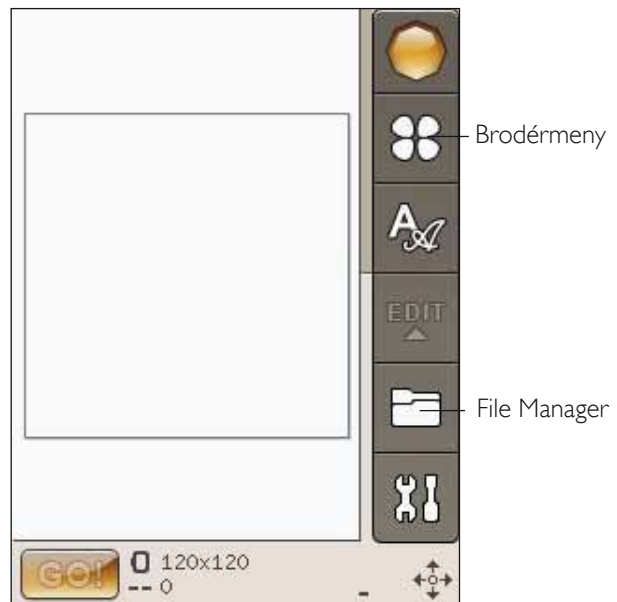 Brodérmeny
A A
EDIT
File Manager
GO!
120x120
-- 0
-